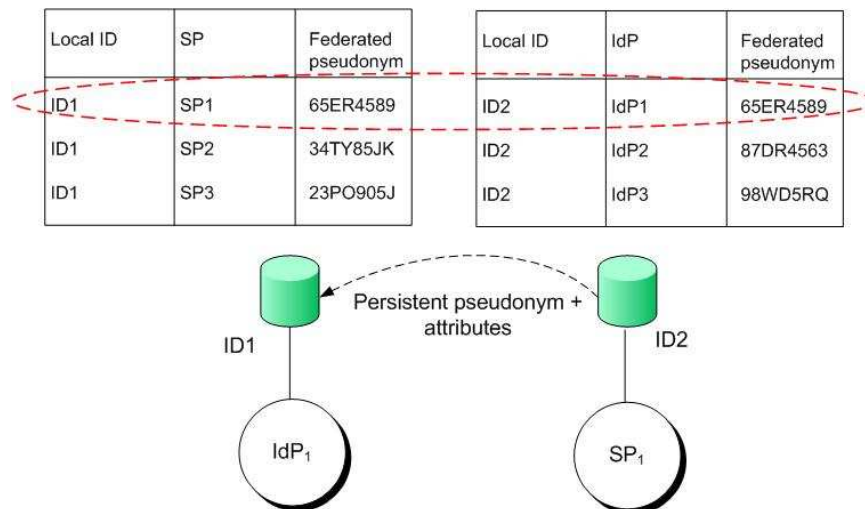 Local ID SP Federated pseudonym
ID1 SP1 65ER4589
ID1 SP2 34TY85JK
ID1 SP3 23PO905J
Local ID IdP Federated pseudonym
ID2 IdP1 65ER4589
ID2 IdP2 87DR4563
ID2 IdP3 98WD5RQ
Persistent pseudonym +
attributes
ID1
ID2
IdP₁
SP₁